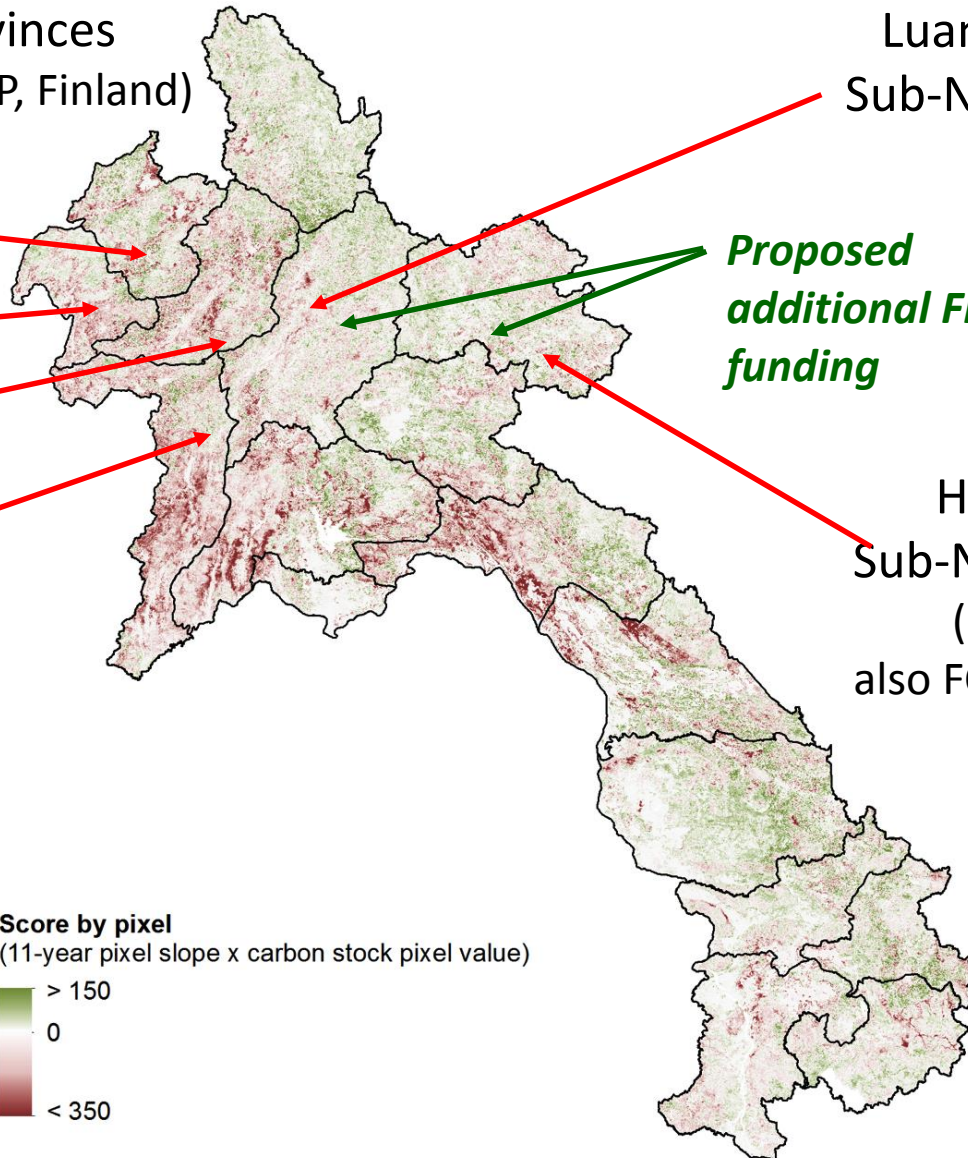 vinces
P, Finland)
Luar
Sub-N
Proposed
additional F
funding
H
Sub-N
(
also F
Score by pixel
(11-year pixel slope x carbon stock pixel value)
> 150
0
< 350